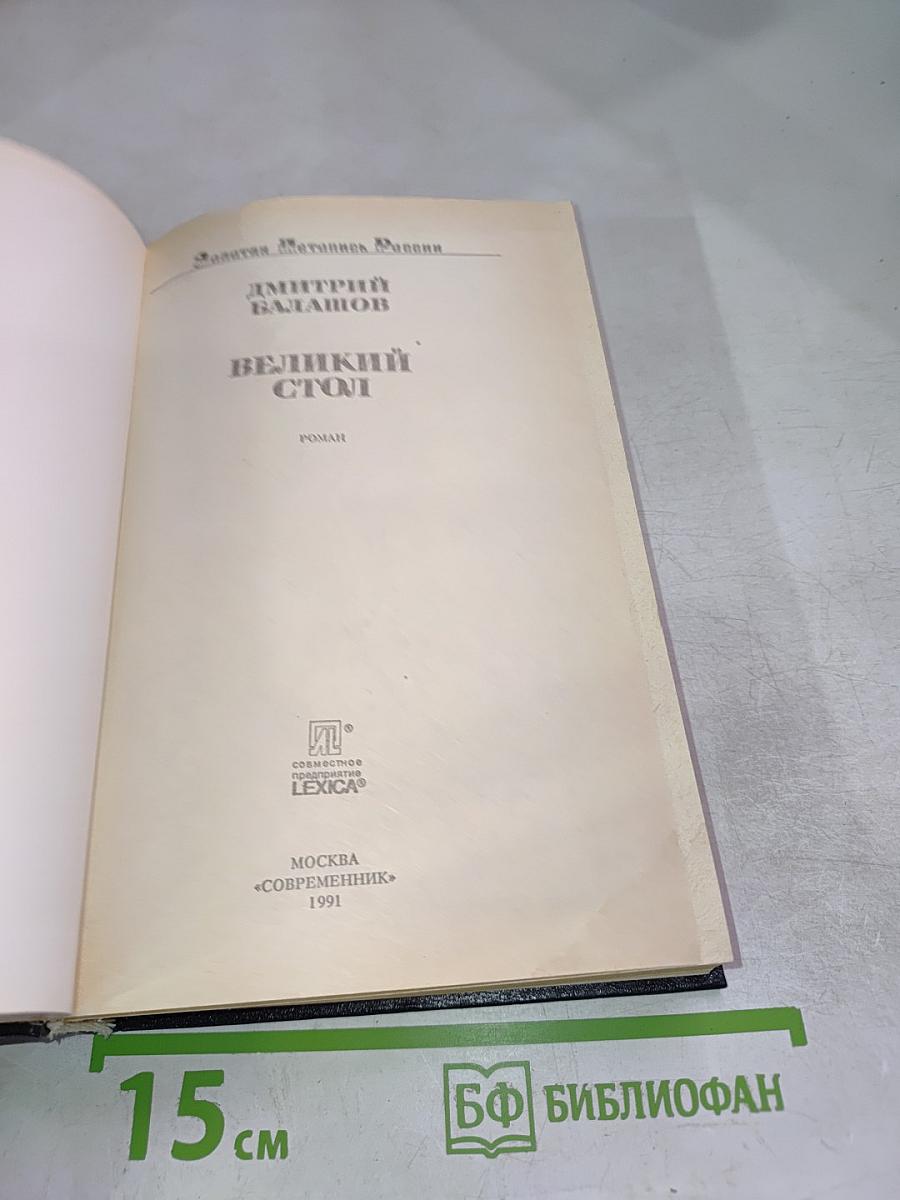 Золотая Летопись России
ДМИТРИЙ
БАЛАШОВ
ВЕЛИКИЙ
СТОЛ
РОМАН
®
совместное
предприятие
LEXICA®
МОСКВА
«СОВРЕМЕННИК»
1991
15 см
БФ БИБЛИОФАН